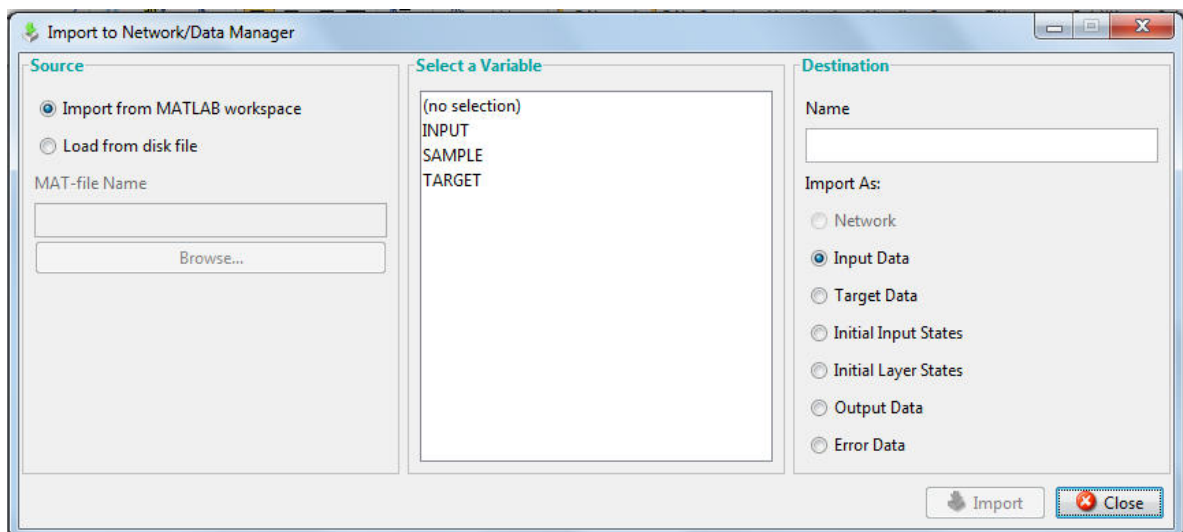 Import to Network/Data Manager
Source
Import from MATLAB workspace
Load from disk file
MAT-file Name
Browse...
Select a Variable
(no selection)
INPUT
SAMPLE
TARGET
Destination
Name
Import As:
Network
Input Data
Target Data
Initial Input States
Initial Layer States
Output Data
Error Data
Import
Close